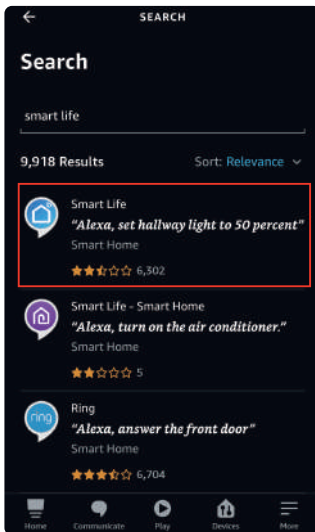 SEARCH
Search
smart life
9,918 Results Sort: Relevance
Smart Life
"Alexa, set hallway light to 50 percent"
Smart Home
6,302
Smart Life - Smart Home
"Alexa, turn on the air conditioner."
Smart Home
5
ring
Ring
"Alexa, answer the front door"
Smart Home
6,704
Home Communicate Play Devices More